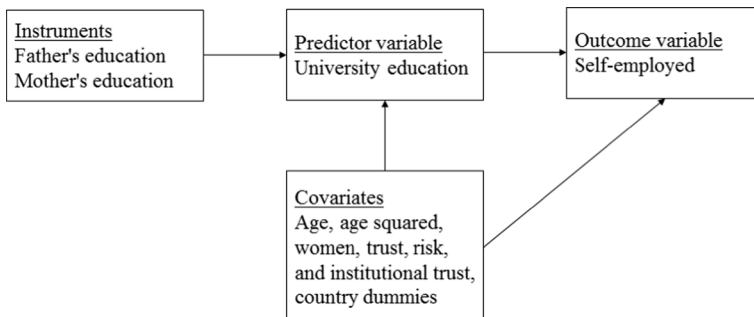 Instruments
Father's education
Mother's education
Predictor variable
University education
Outcome variable
Self-employed
Covariates
Age, age squared,
women, trust, risk,
and institutional trust,
country dummies